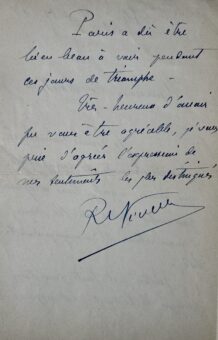 Paris a dû être
bien beau à voir pendant
ces jours de triomphe -
Très-heureux d'avoir
pu vous être agréable, je vous
prie d'agréer l'expression de
mes sentiments les plus distingués
R Nivelle